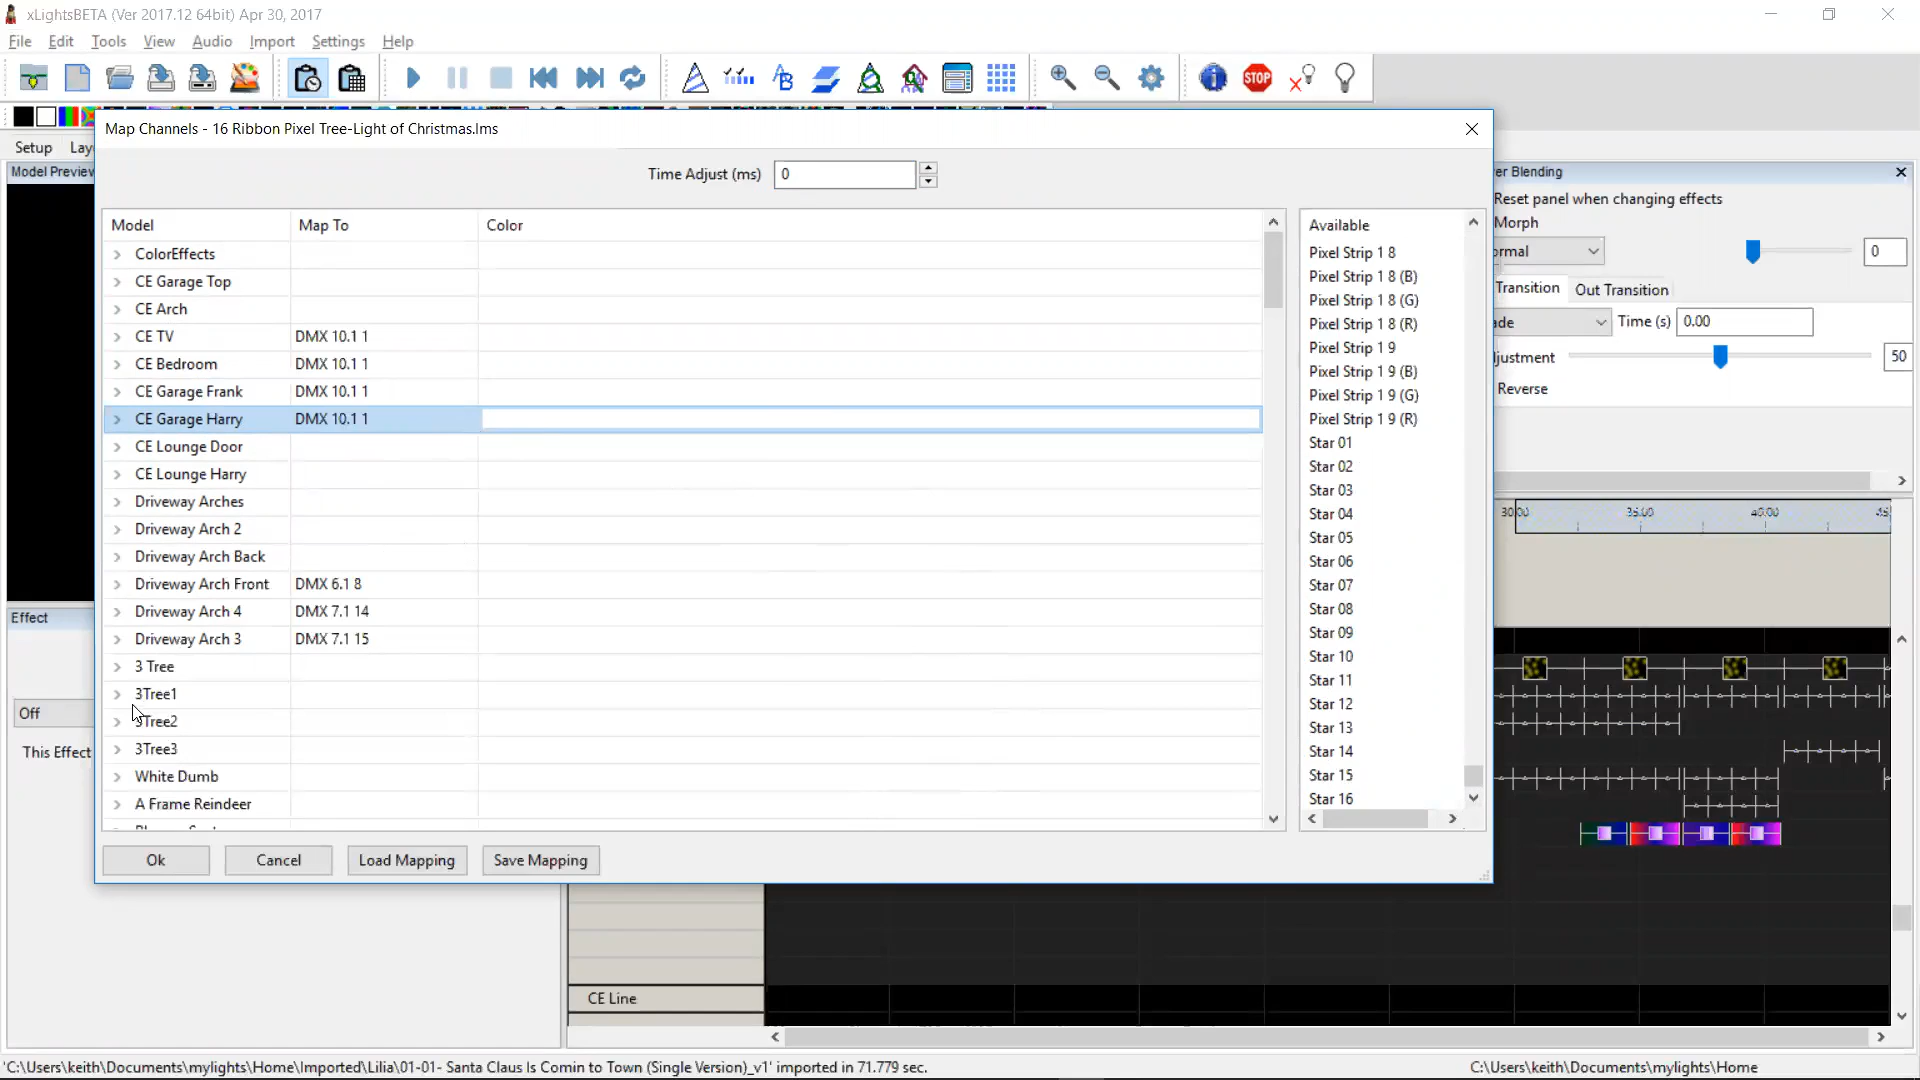 xLightsBETA (Ver 2017.12 64bit) Apr 30, 2017
File Edit Tools View Audio Import Settings Help
Setup
Map Channels - 16 Ribbon Pixel Tree-Light of Christmas.lms
Model Preview
Time Adjust (ms) 0
er Blending
Reset panel when changing effects
Morph
0
Transition Out Transition
Time (s) 0.00
50
Reverse
Model Map To Color
ColorEffects
CE Garage Top
CE Arch
CE TV DMX 10.1 1
CE Bedroom DMX 10.1 1
CE Garage Frank DMX 10.1 1
CE Garage Harry DMX 10.1 1
CE Lounge Door
CE Lounge Harry
Driveway Arches
Driveway Arch 2
Driveway Arch Back
Driveway Arch Front DMX 6.1 8
Driveway Arch 4 DMX 7.1 14
Driveway Arch 3 DMX 7.1 15
3 Tree
3Tree1
3Tree2
3Tree3
White Dumb
A Frame Reindeer
Available
Pixel Strip 1 8
Pixel Strip 1 8 (B)
Pixel Strip 1 8 (G)
Pixel Strip 1 8 (R)
Pixel Strip 1 9
Pixel Strip 1 9 (B)
Pixel Strip 1 9 (G)
Pixel Strip 1 9 (R)
Star 01
Star 02
Star 03
Star 04
Star 05
Star 06
Star 07
Star 08
Star 09
Star 10
Star 11
Star 12
Star 13
Star 14
Star 15
Star 16
Ok Cancel Load Mapping Save Mapping
Effect
Off
This Effect
CE Line
'C:\Users\keith\Documents\mylights\Home\Imported\Lilia\01-01- Santa Claus Is Comin to Town (Single Version)_v1' imported in 71.779 sec.
C:\Users\keith\Documents\mylights\Home